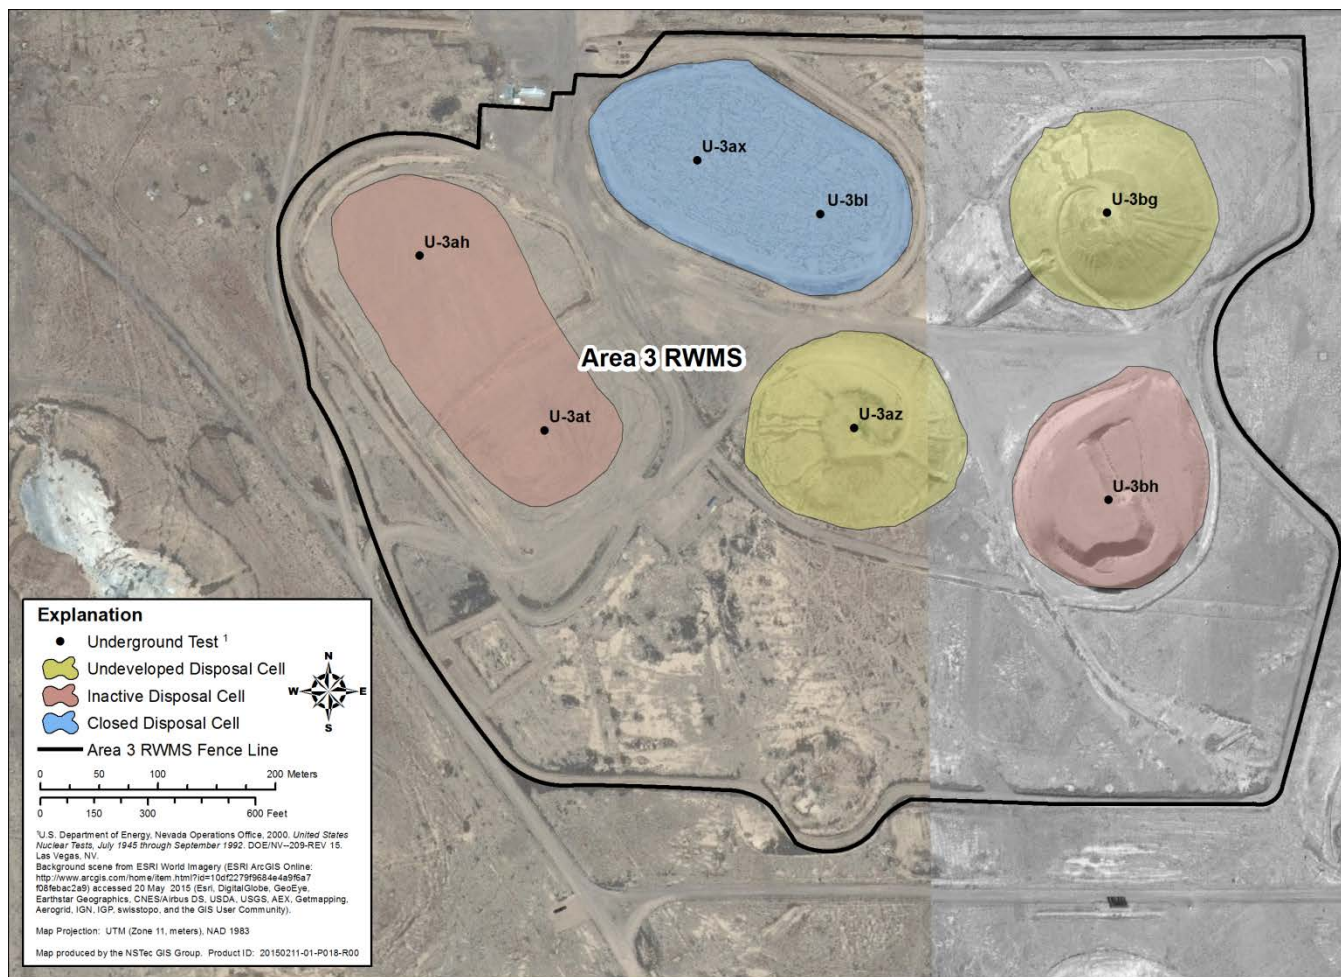 U-3ax
U-3bl
U-3bg
U-3ah
Area 3 RWMS
U-3at
U-3az
U-3bh
Explanation
Underground Test ¹
Undeveloped Disposal Cell
Inactive Disposal Cell
Closed Disposal Cell
Area 3 RWMS Fence Line
N
W E
S
0 50 100 200 Meters
0 150 300 600 Feet
¹U.S. Department of Energy, Nevada Operations Office, 2000. United States
Nuclear Tests, July 1945 through September 1992. DOE/NV--209-REV 15.
Las Vegas, NV.
Background scene from ESRI World Imagery (ESRI ArcGIS Online:
http://www.arcgis.com/home/item.html?id=10df2279f9684e4a9f6a7
f08febac2a9) accessed 20 May 2015 (Esri, DigitalGlobe, GeoEye,
Earthstar Geographics, CNES/Airbus DS, USDA, USGS, AEX, Getmapping,
Aerogrid, IGN, IGP, swisstopo, and the GIS User Community).
Map Projection: UTM (Zone 11, meters), NAD 1983
Map produced by the NSTec GIS Group. Product ID: 20150211-01-P018-R00